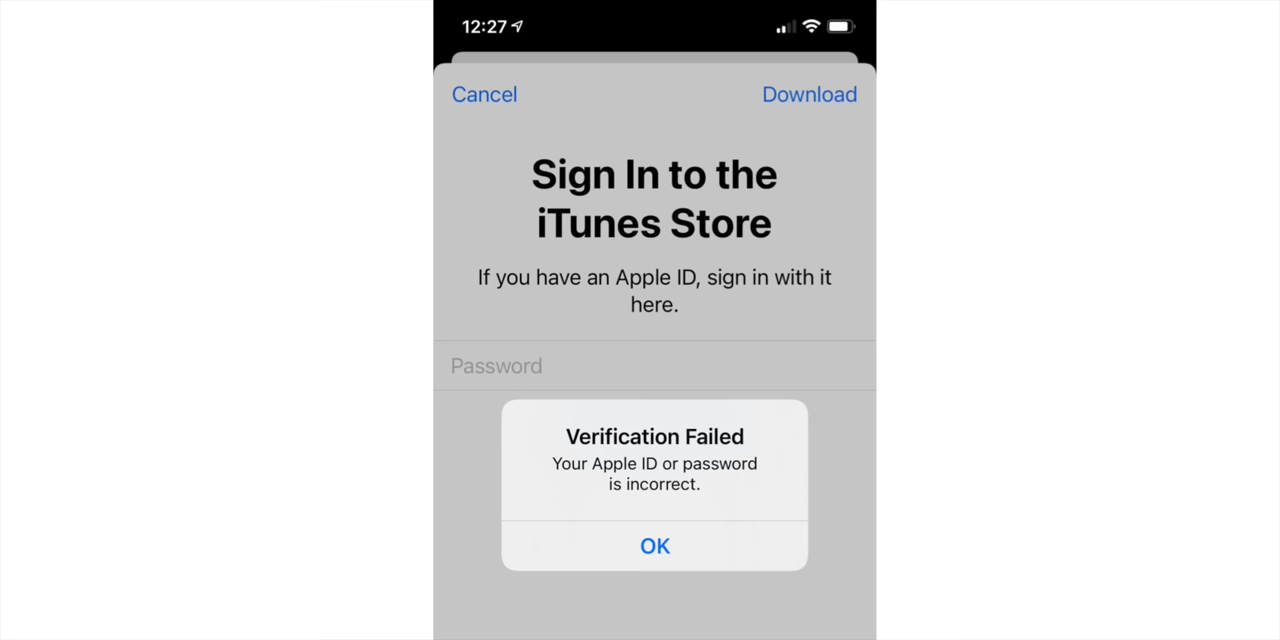 12:27
Cancel
Download
Sign In to the
iTunes Store
If you have an Apple ID, sign in with it
here.
Password
Verification Failed
Your Apple ID or password
is incorrect.
OK